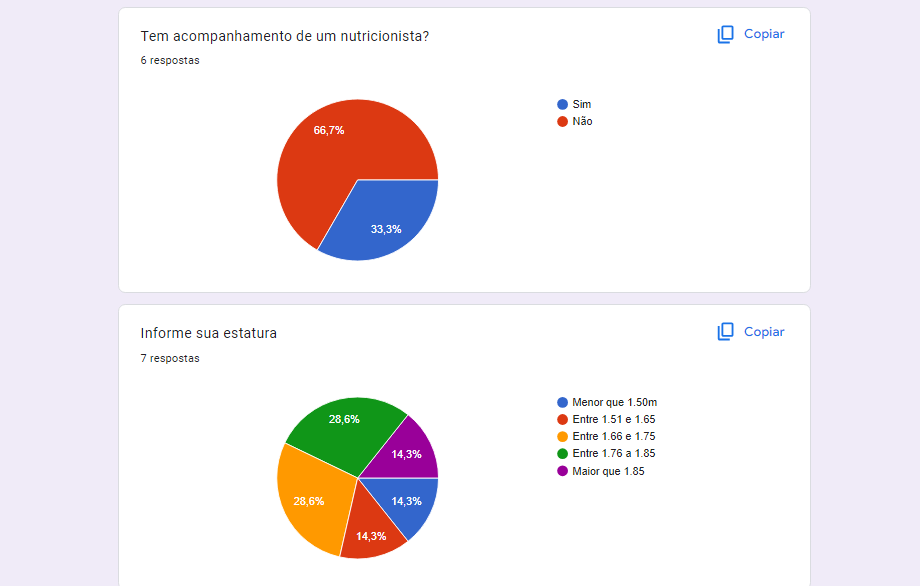 Tem acompanhamento de um nutricionista?
Copiar
6 respostas
66,7%
33,3%
Sim
Não
Informe sua estatura
Copiar
7 respostas
28,6%
14,3%
28,6%
14,3%
14,3%
Menor que 1.50m
Entre 1.51 e 1.65
Entre 1.66 e 1.75
Entre 1.76 a 1.85
Maior que 1.85